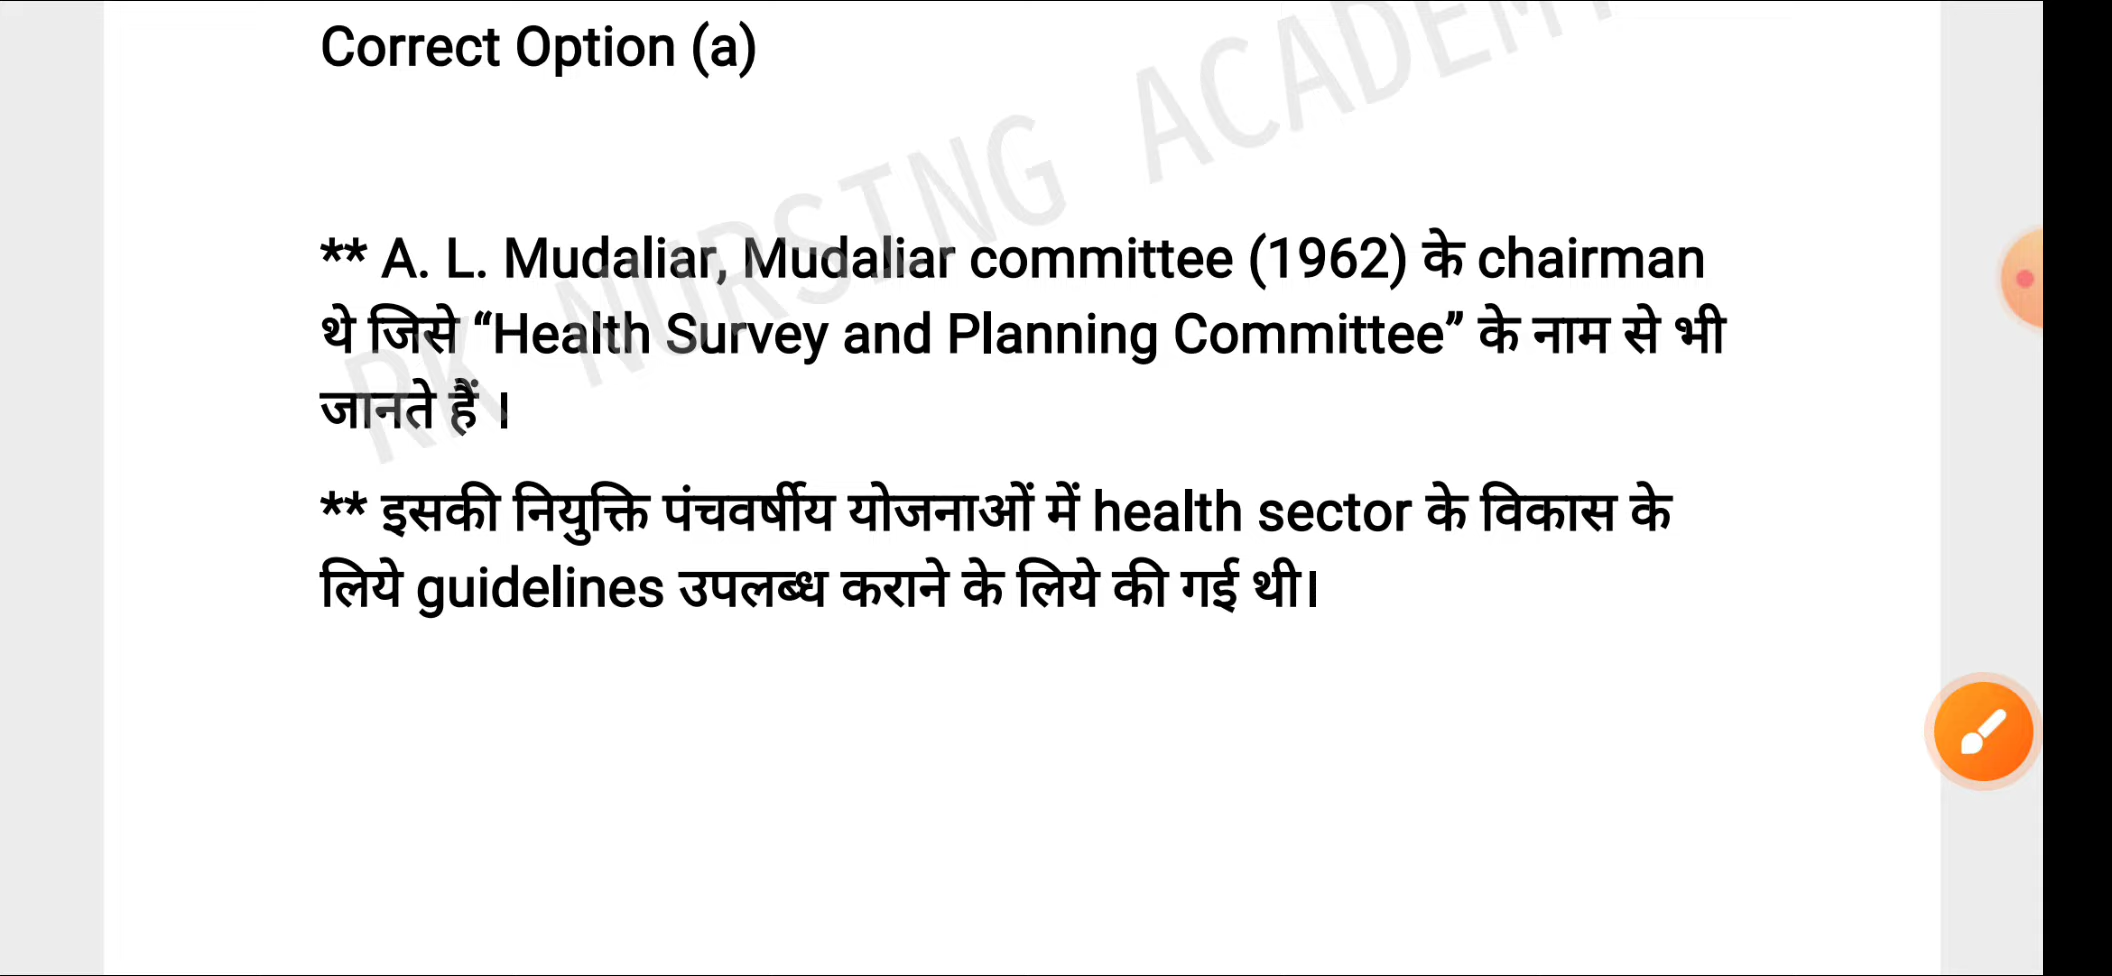 Correct Option (a)
RK NURSING ACADEMY
** A. L. Mudaliar, Mudaliar committee (1962) के chairman
थे जिसे “Health Survey and Planning Committee” के नाम से भी
जानते हैं ।
** इसकी नियुक्ति पंचवर्षीय योजनाओं में health sector के विकास के
लिये guidelines उपलब्ध कराने के लिये की गई थी।